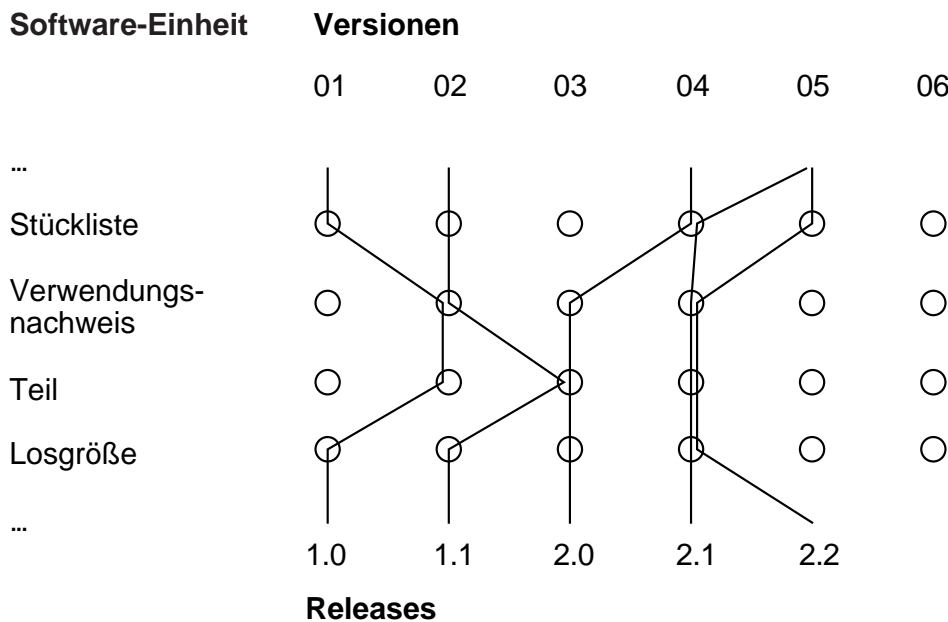 Software-Einheit Versionen
01 02 03 04 05 06
...
Stückliste
Verwendungs-
nachweis
Teil
Losgröße
...
1.0 1.1 2.0 2.1 2.2
Releases